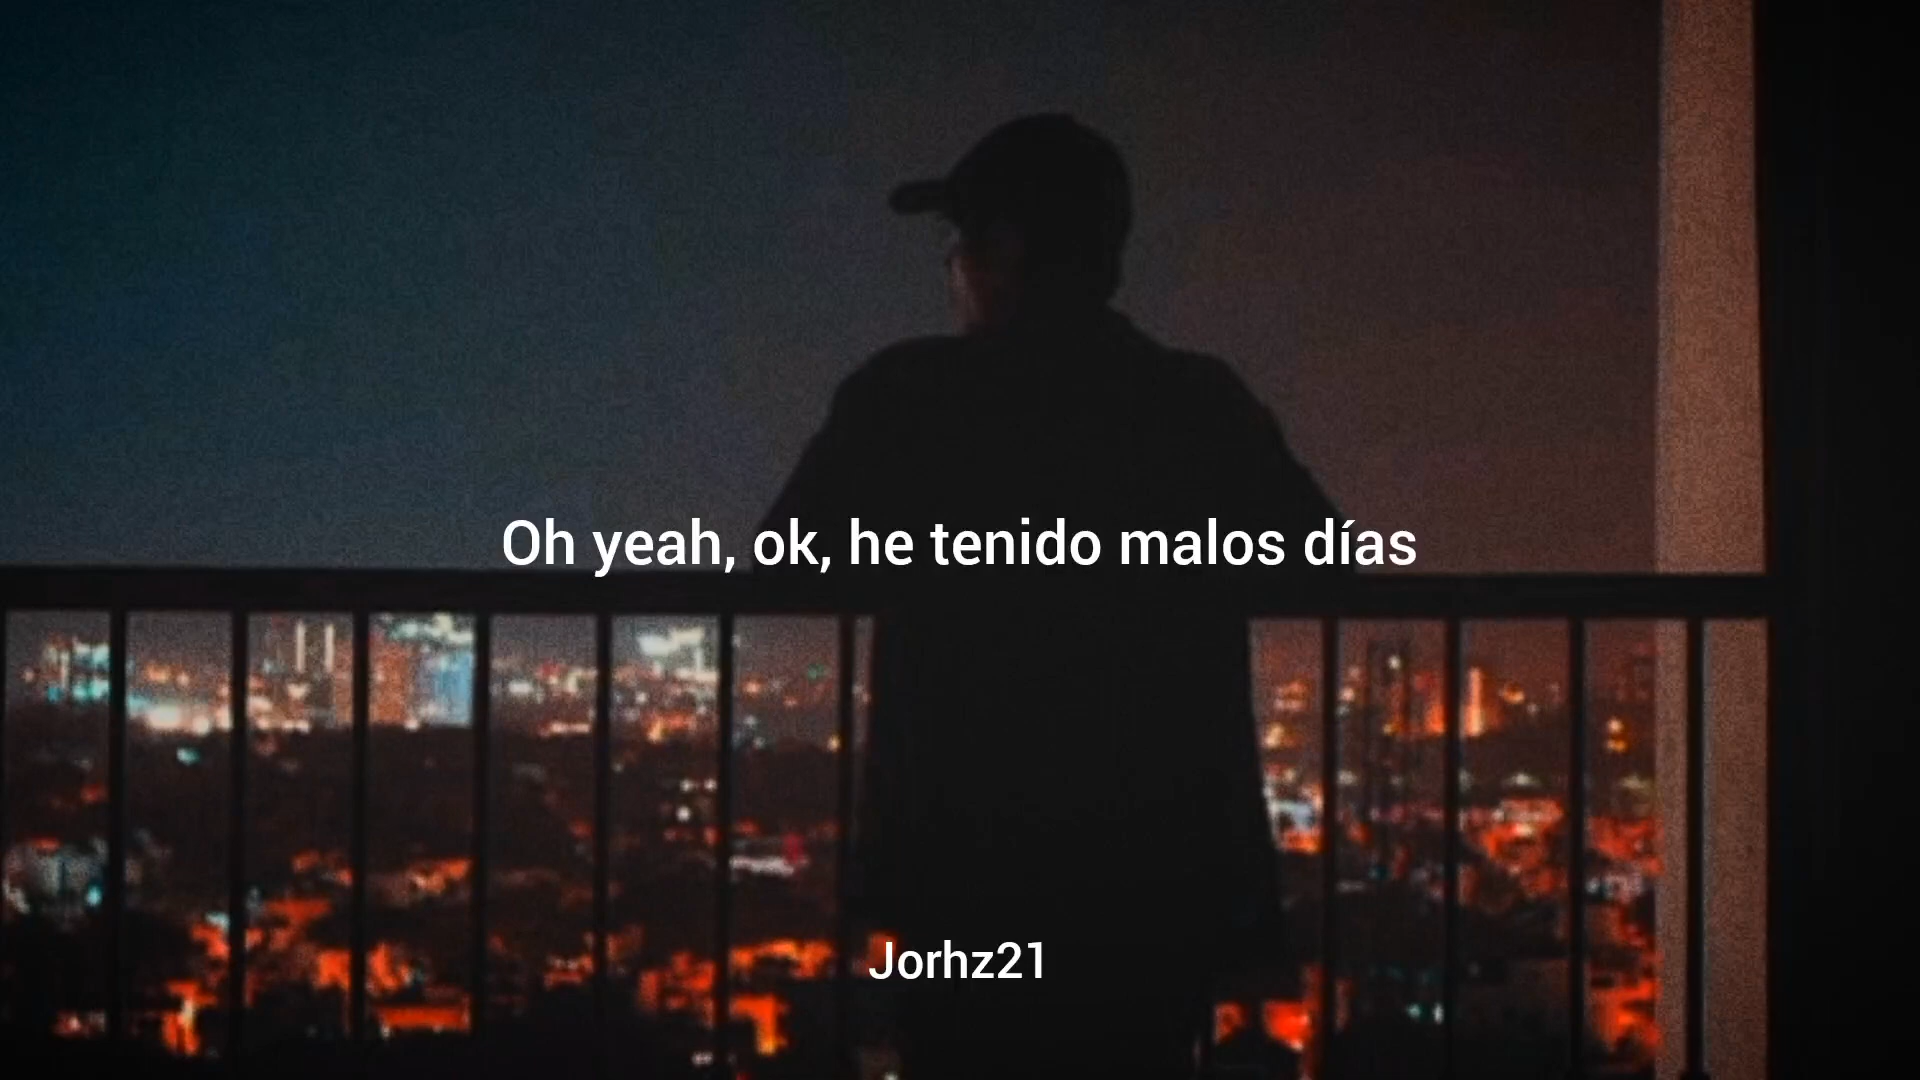 Oh yeah, ok, he tenido malos días
Jorhz21